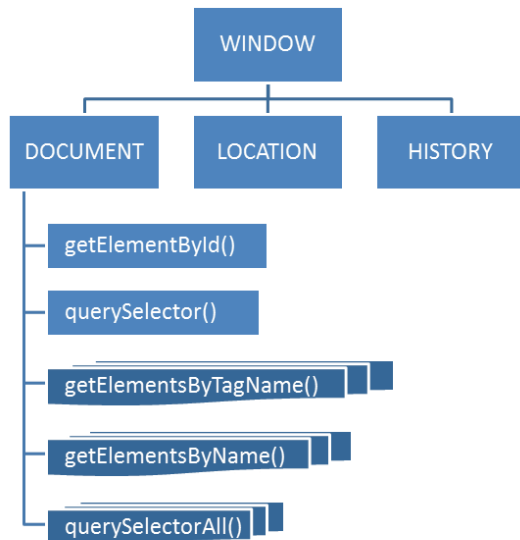 WINDOW
DOCUMENT
LOCATION
HISTORY
getElementById()
querySelector()
getElementsByTagName()
getElementsByName()
querySelectorAll()